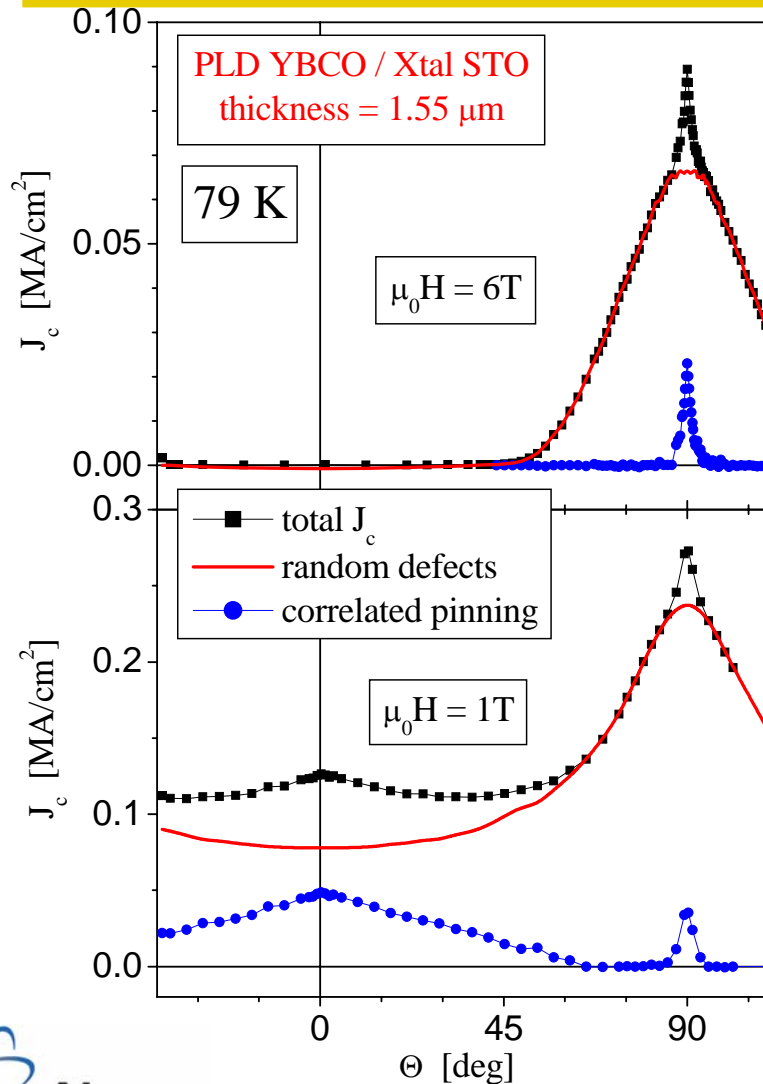 0.10
PLD YBCO / Xtal STO
thickness = 1.55 μm
79 K
0.05
J_c [MA/cm²]
μ₀H = 6T
0.00
0.3
total J_c
random defects
correlated pinning
0.2
J_c [MA/cm²]
μ₀H = 1T
0.1
0.0
0 45 90
Θ [deg]